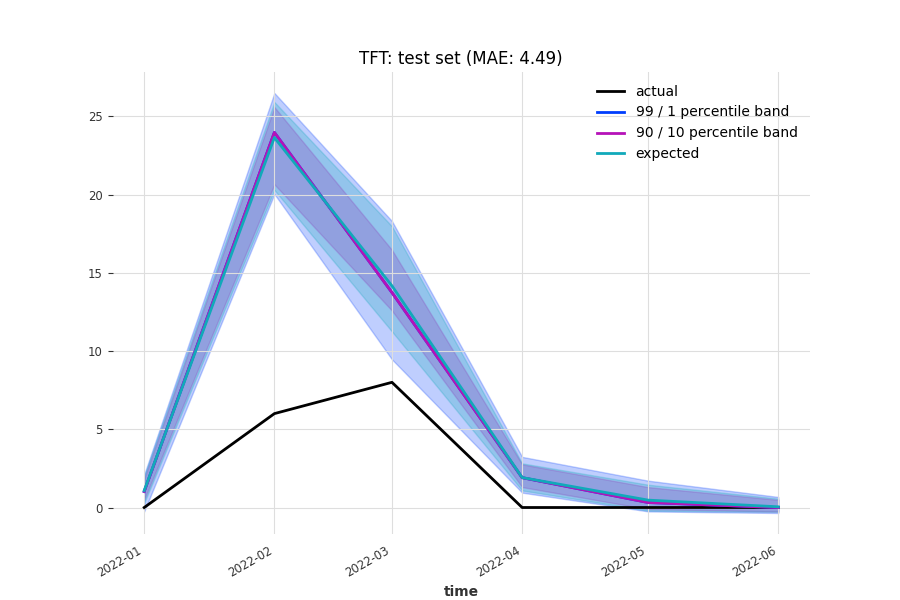 TFT: test set (MAE: 4.49)
actual
99 / 1 percentile band
90 / 10 percentile band
expected
25
20
15
10
5
0
2022-01
2022-02
2022-03
2022-04
2022-05
2022-06
time